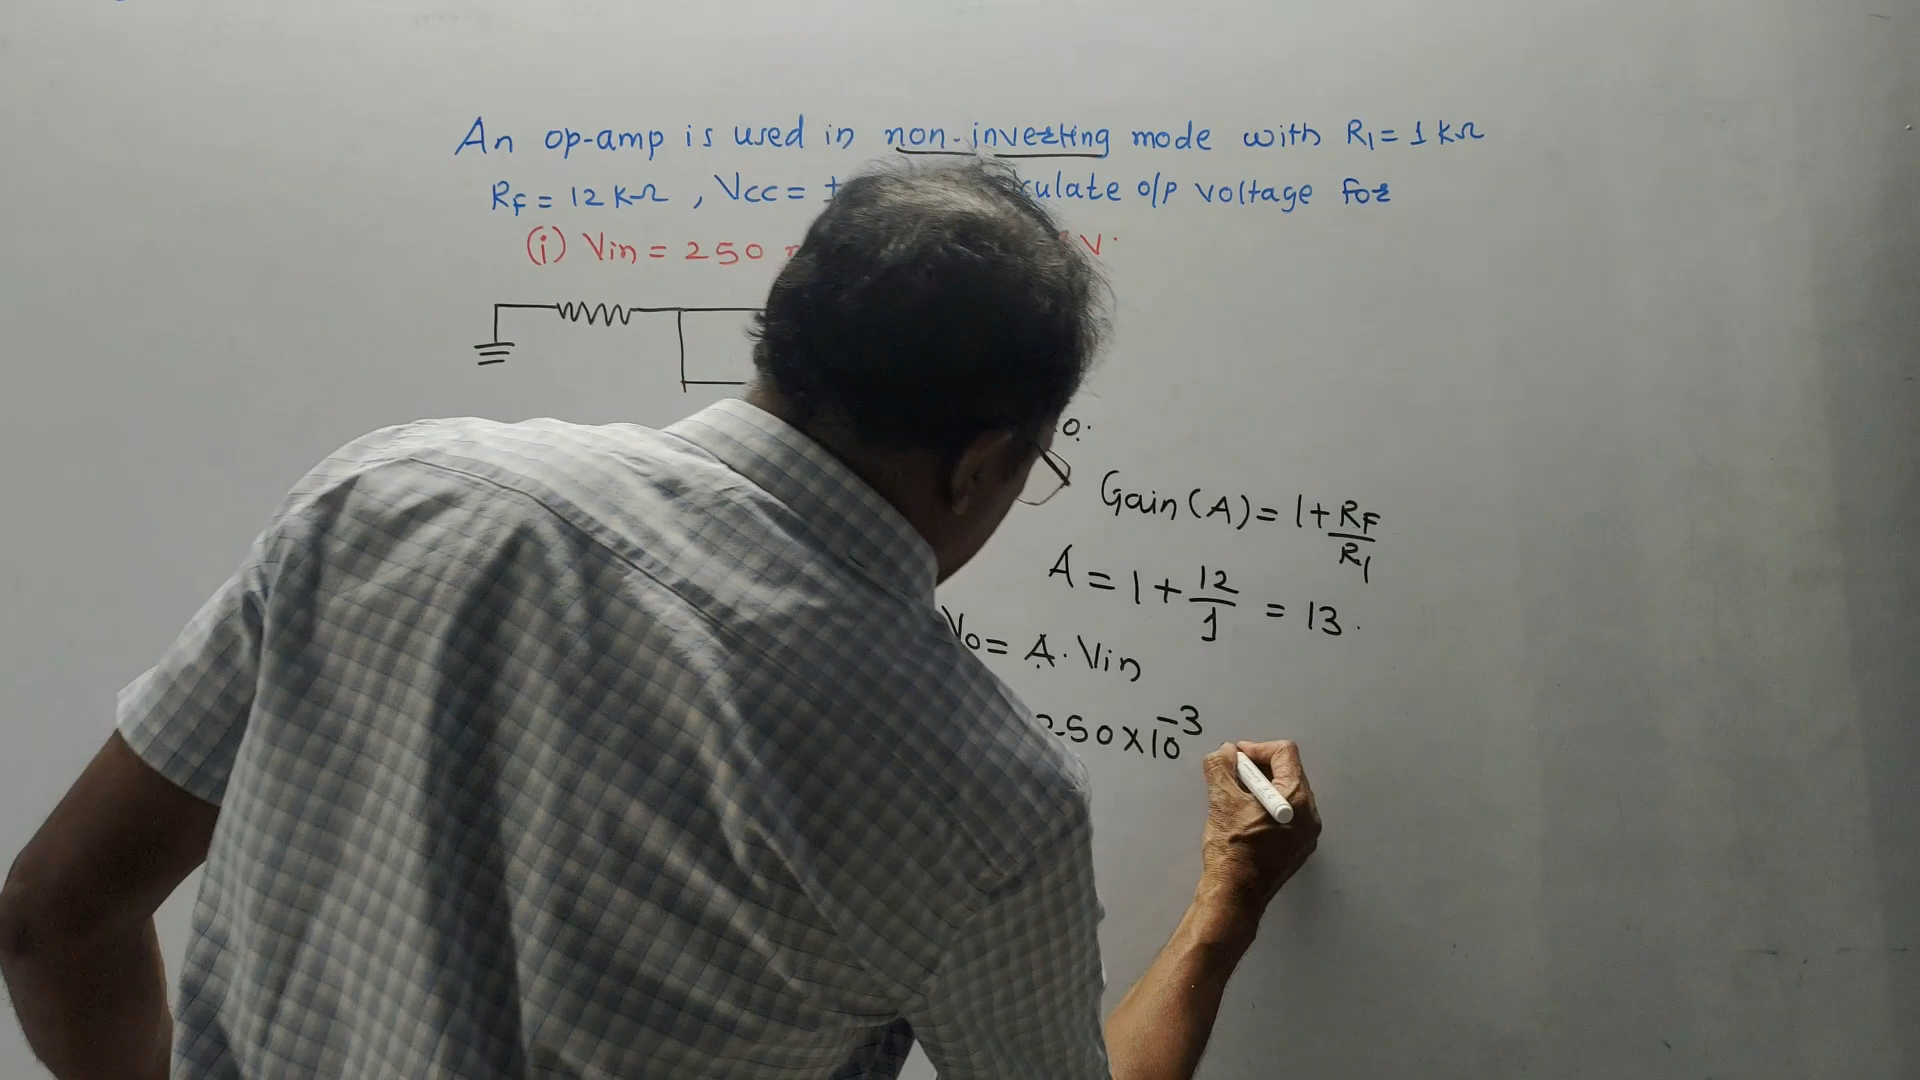 An op-amp is used in non-inverting mode with R1 = 1 kΩ
RF = 12 kΩ , Vcc = ± o/p voltage for
(i) Vin = 250 V.
o.
Gain (A) = 1 + RF/R1
A = 1 + 12/1 = 13.
Vo = A. Vin
250 x 10^-3